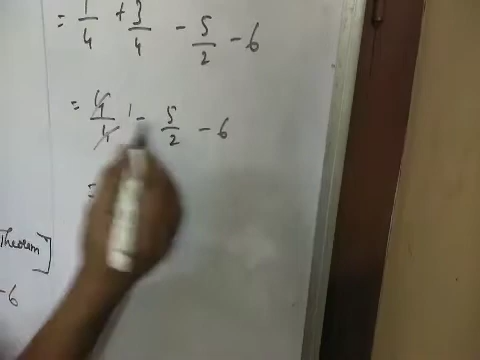 = 1/4 + 3/4 - 5/2 - 6
= 4/4 1 - 5/2 - 6
=
Theorem]
-6